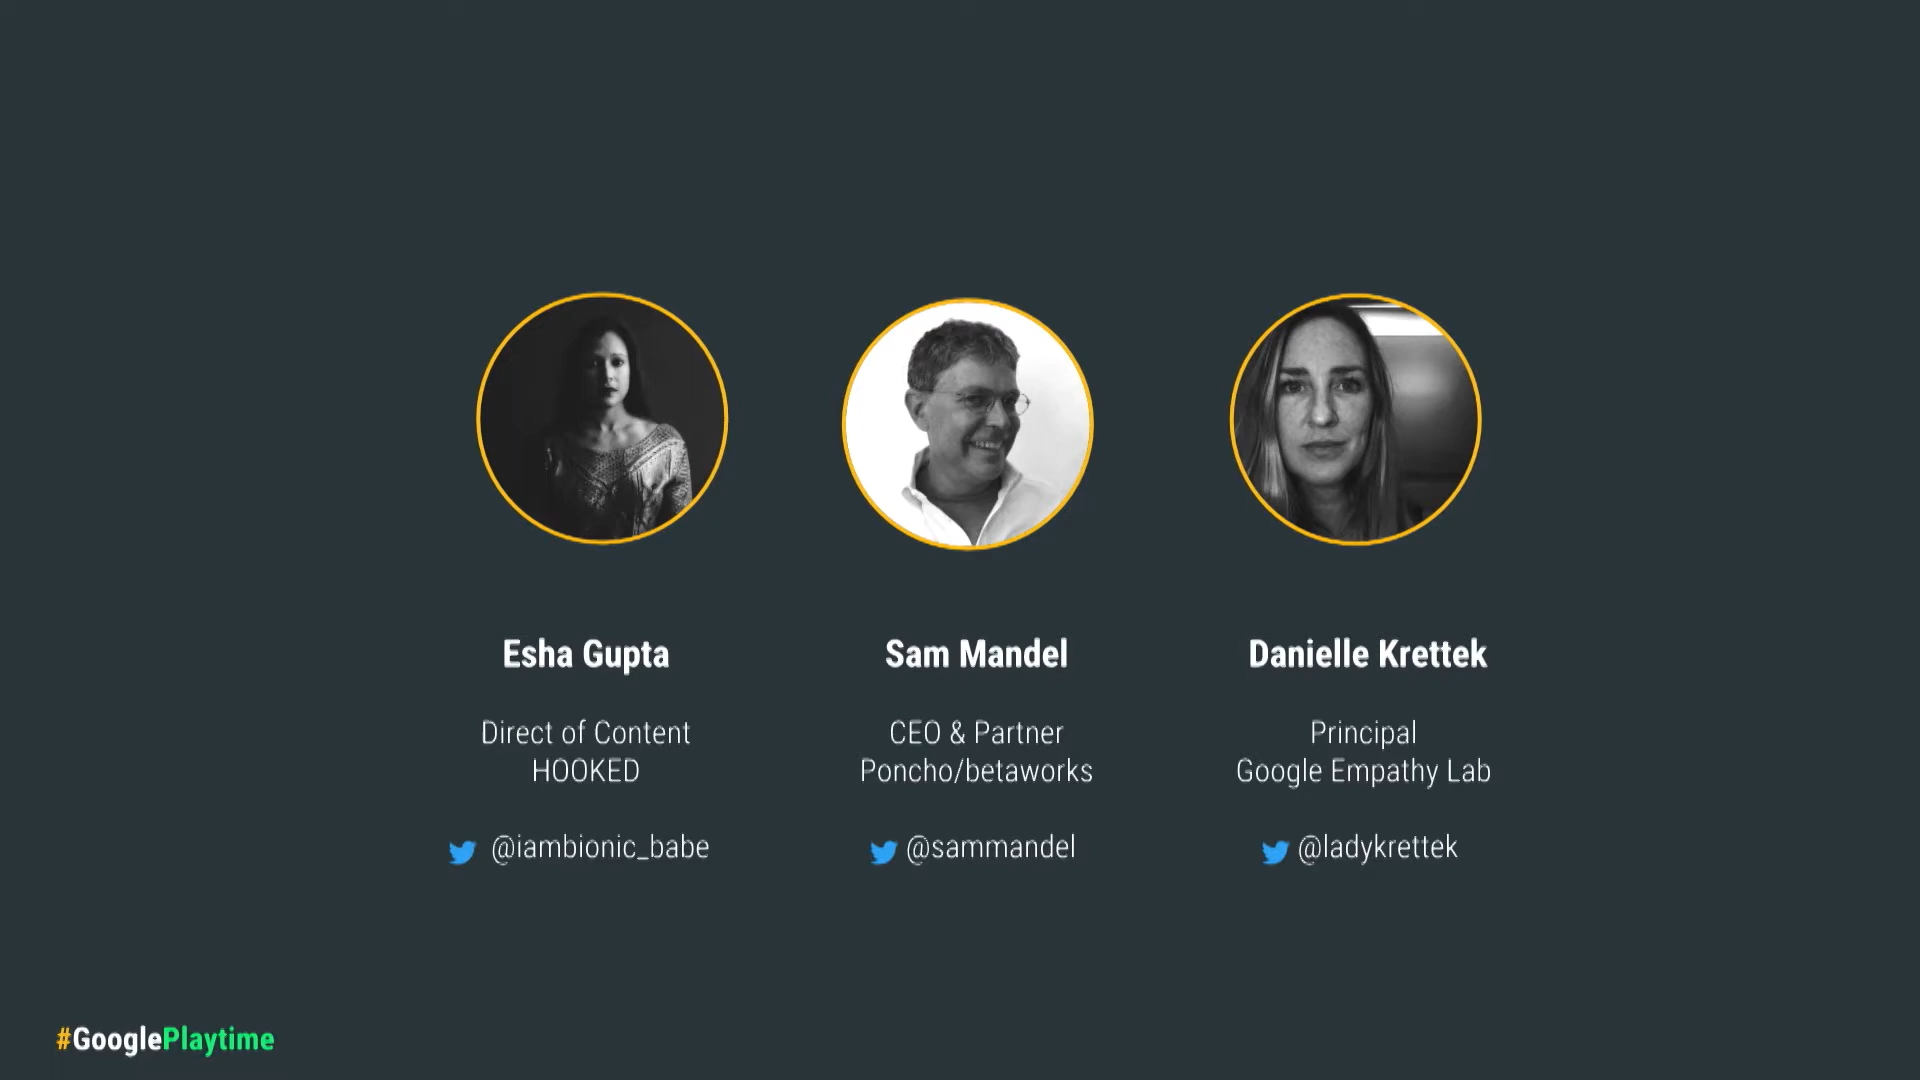 Esha Gupta
Direct of Content
HOOKED
@iambionic_babe
Sam Mandel
CEO & Partner
Poncho/betaworks
@sammandel
Danielle Krettek
Principal
Google Empathy Lab
@ladykrettek
#GooglePlaytime